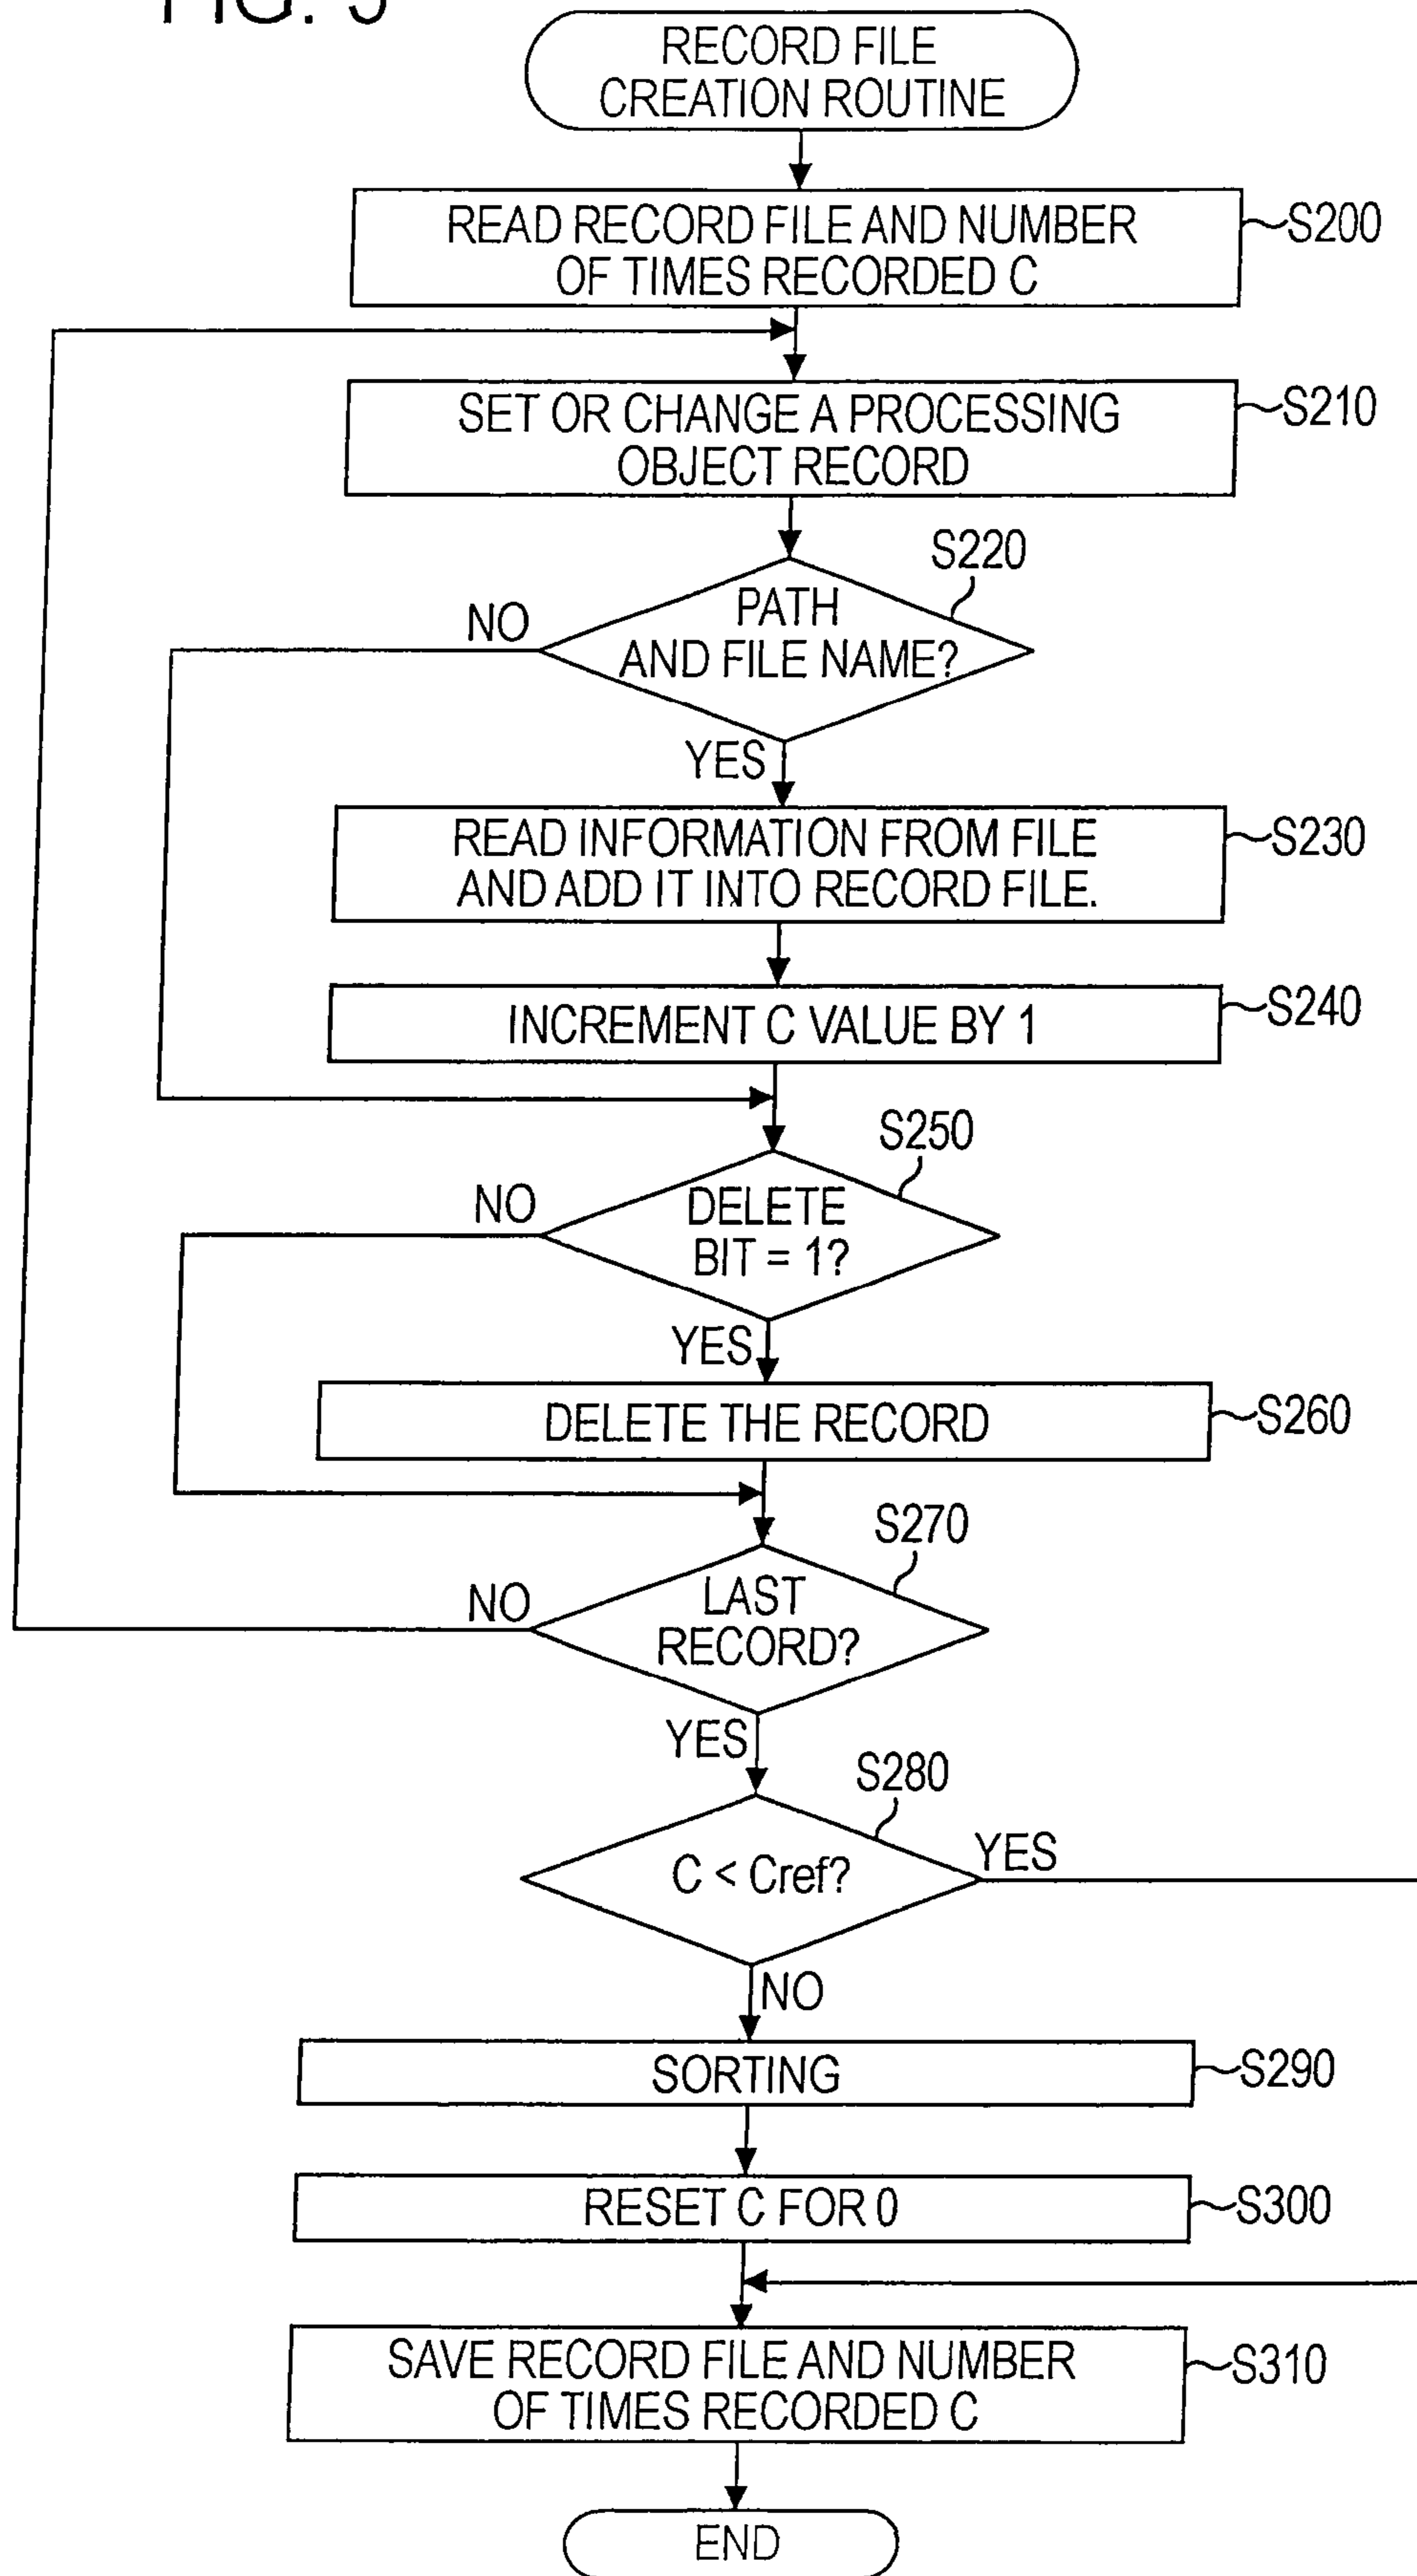 FIG. 5
RECORD FILE
CREATION ROUTINE
READ RECORD FILE AND NUMBER
OF TIMES RECORDED C
S200
SET OR CHANGE A PROCESSING
OBJECT RECORD
S210
S220
PATH
AND FILE NAME?
NO
YES
READ INFORMATION FROM FILE
AND ADD IT INTO RECORD FILE.
S230
INCREMENT C VALUE BY 1
S240
S250
DELETE
BIT = 1?
NO
YES
DELETE THE RECORD
S260
S270
LAST
RECORD?
NO
YES
S280
C < Cref?
YES
NO
SORTING
S290
RESET C FOR 0
S300
SAVE RECORD FILE AND NUMBER
OF TIMES RECORDED C
S310
END